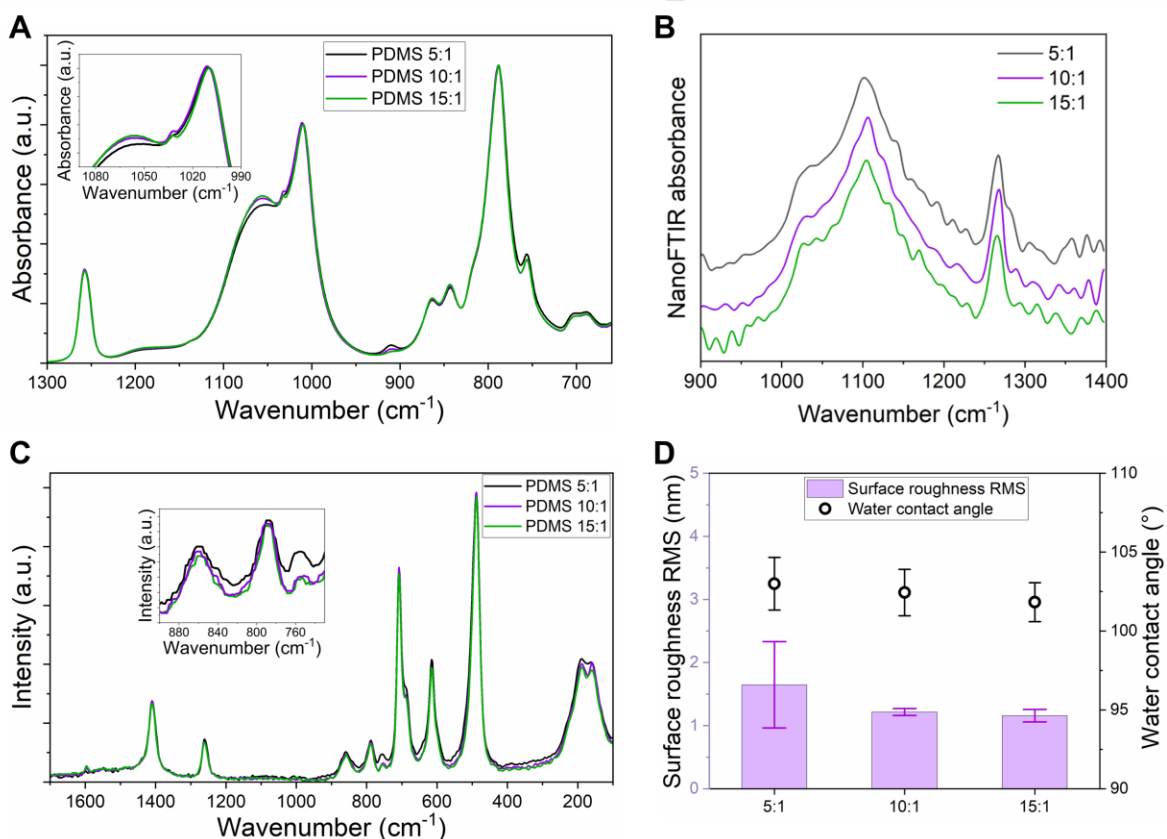 A
Absorbance (a.u.)
PDMS 5:1
PDMS 10:1
PDMS 15:1
Absorbance (a.u.)
1080 1050 1020 990
Wavenumber (cm-1)
1300 1200 1100 1000 900 800 700
Wavenumber (cm-1)
B
NanoFTIR absorbance
5:1
10:1
15:1
900 1000 1100 1200 1300 1400
Wavenumber (cm-1)
C
Intensity (a.u.)
PDMS 5:1
PDMS 10:1
PDMS 15:1
Intensity (a.u.)
880 840 800 760
Wavenumber (cm-1)
1600 1400 1200 1000 800 600 400 200
Wavenumber (cm-1)
D
Surface roughness RMS (nm)
5
4
3
2
1
0
Surface roughness RMS
Water contact angle
110
105
100
95
90
Water contact angle (°)
5:1 10:1 15:1